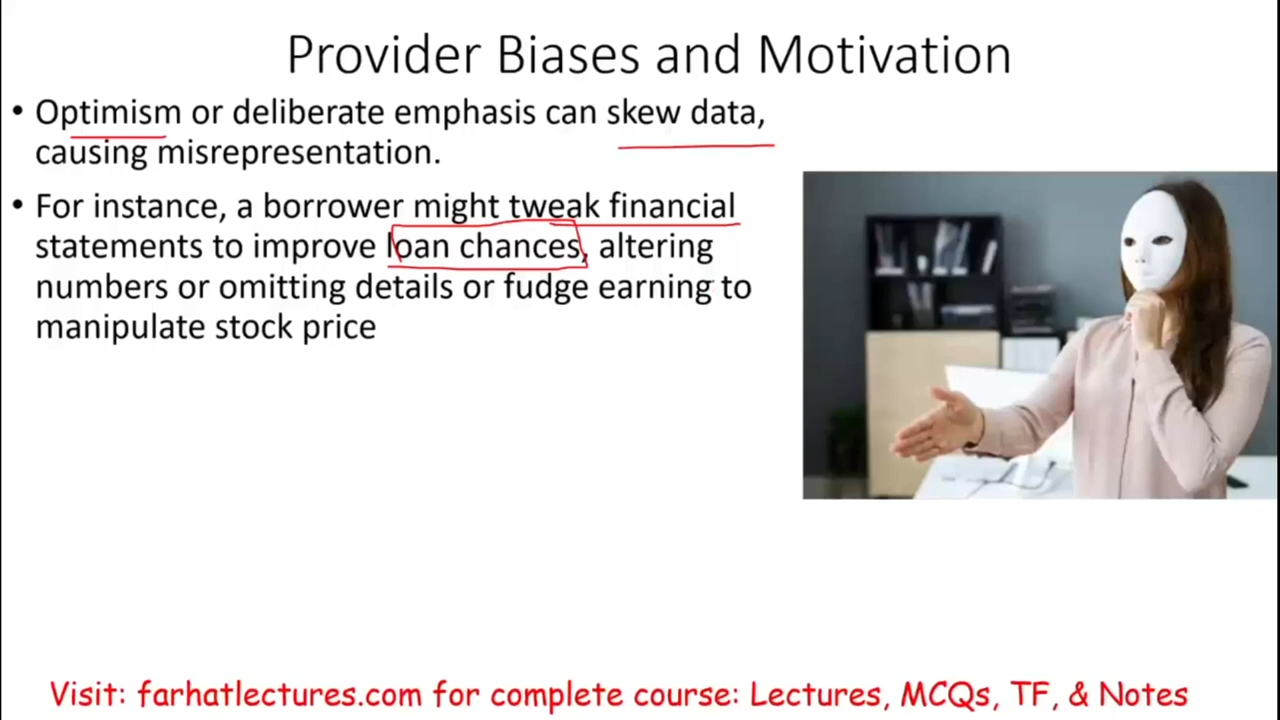 Provider Biases and Motivation
• Optimism or deliberate emphasis can skew data,
causing misrepresentation.
• For instance, a borrower might tweak financial
statements to improve loan chances, altering
numbers or omitting details or fudge earning to
manipulate stock price
Visit: farhatlectures.com for complete course: Lectures, MCQs, TF, & Notes